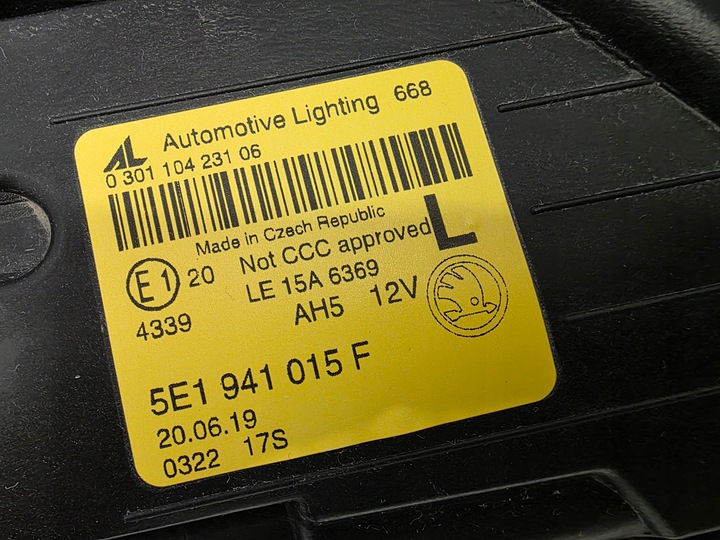 AL Automotive Lighting 668
0 301 104 231 06
Made in Czech Republic
Not CCC approved L
E1 20 LE 15A 6369
4339 AH5 12V
5E1 941 015 F
20.06.19
0322 17S